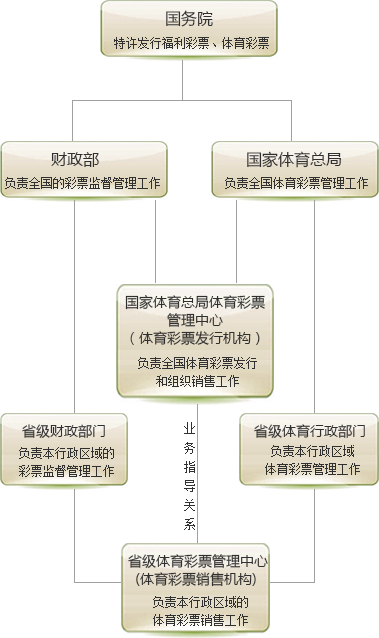 国务院
特许发行福利彩票、体育彩票
财政部
负责全国的彩票监督管理工作
国家体育总局
负责全国体育彩票管理工作
国家体育总局体育彩票
管理中心
（体育彩票发行机构）
负责全国体育彩票发行
和组织销售工作
省级财政部门
负责本行政区域的
彩票监督管理工作
业务指导关系
省级体育行政部门
负责本行政区域
体育彩票管理工作
省级体育彩票管理中心
(体育彩票销售机构)
负责本行政区域的
体育彩票销售工作